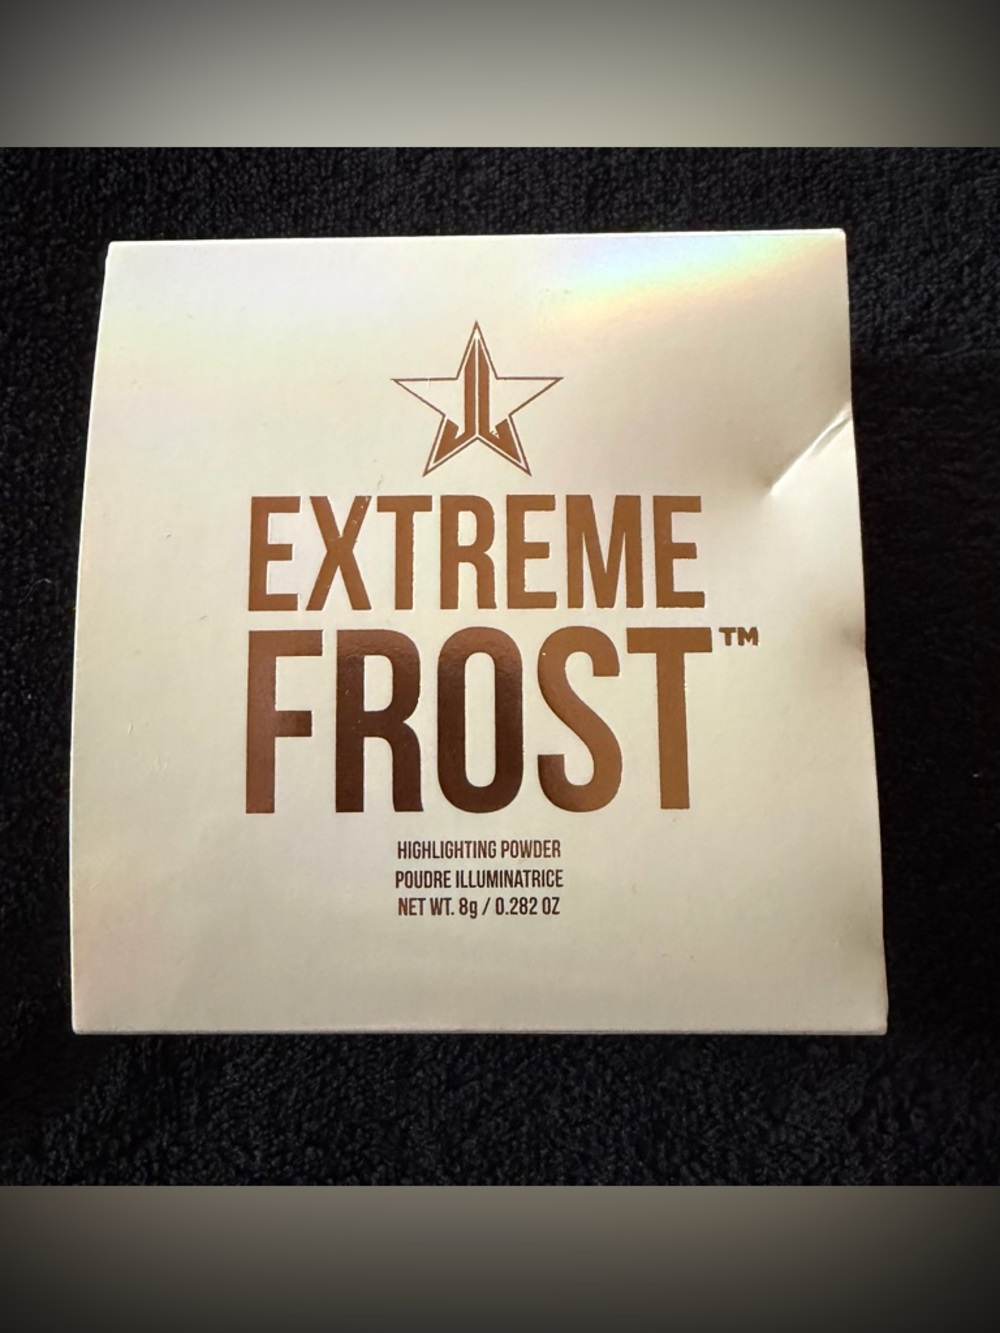 EXTREME
FROST™
HIGHLIGHTING POWDER
POUDRE ILLUMINATRICE
NET WT. 8g / 0.282 OZ